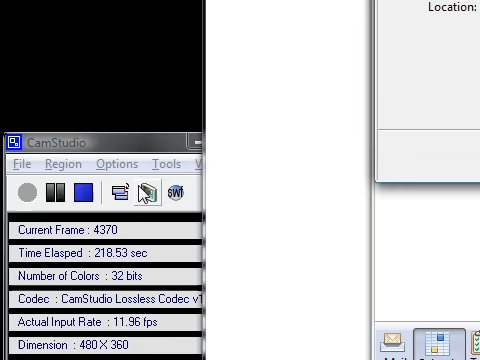 Location:
CamStudio
File Region Options Tools
SWF
Current Frame : 4370
Time Elasped : 218.53 sec
Number of Colors : 32 bits
Codec : CamStudio Lossless Codec v1
Actual Input Rate : 11.96 fps
Dimension : 480 X 360